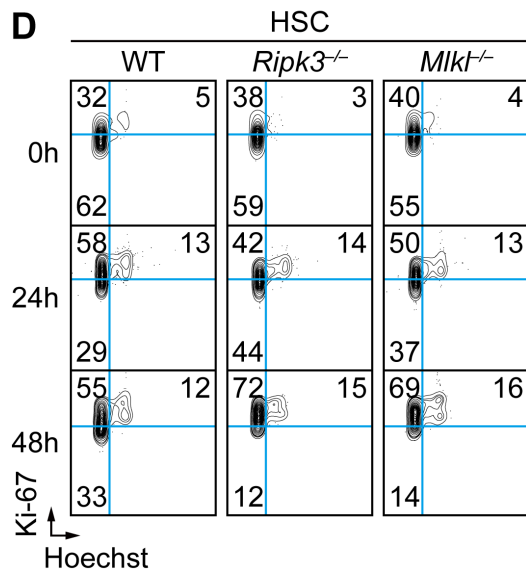 D
HSC
WT Ripk3–/– Mlkl–/–
32 5 38 3 40 4
0h
62 59 55
58 13 42 14 50 13
24h
29 44 37
55 12 72 15 69 16
48h
33 12 14
Ki-67
Hoechst